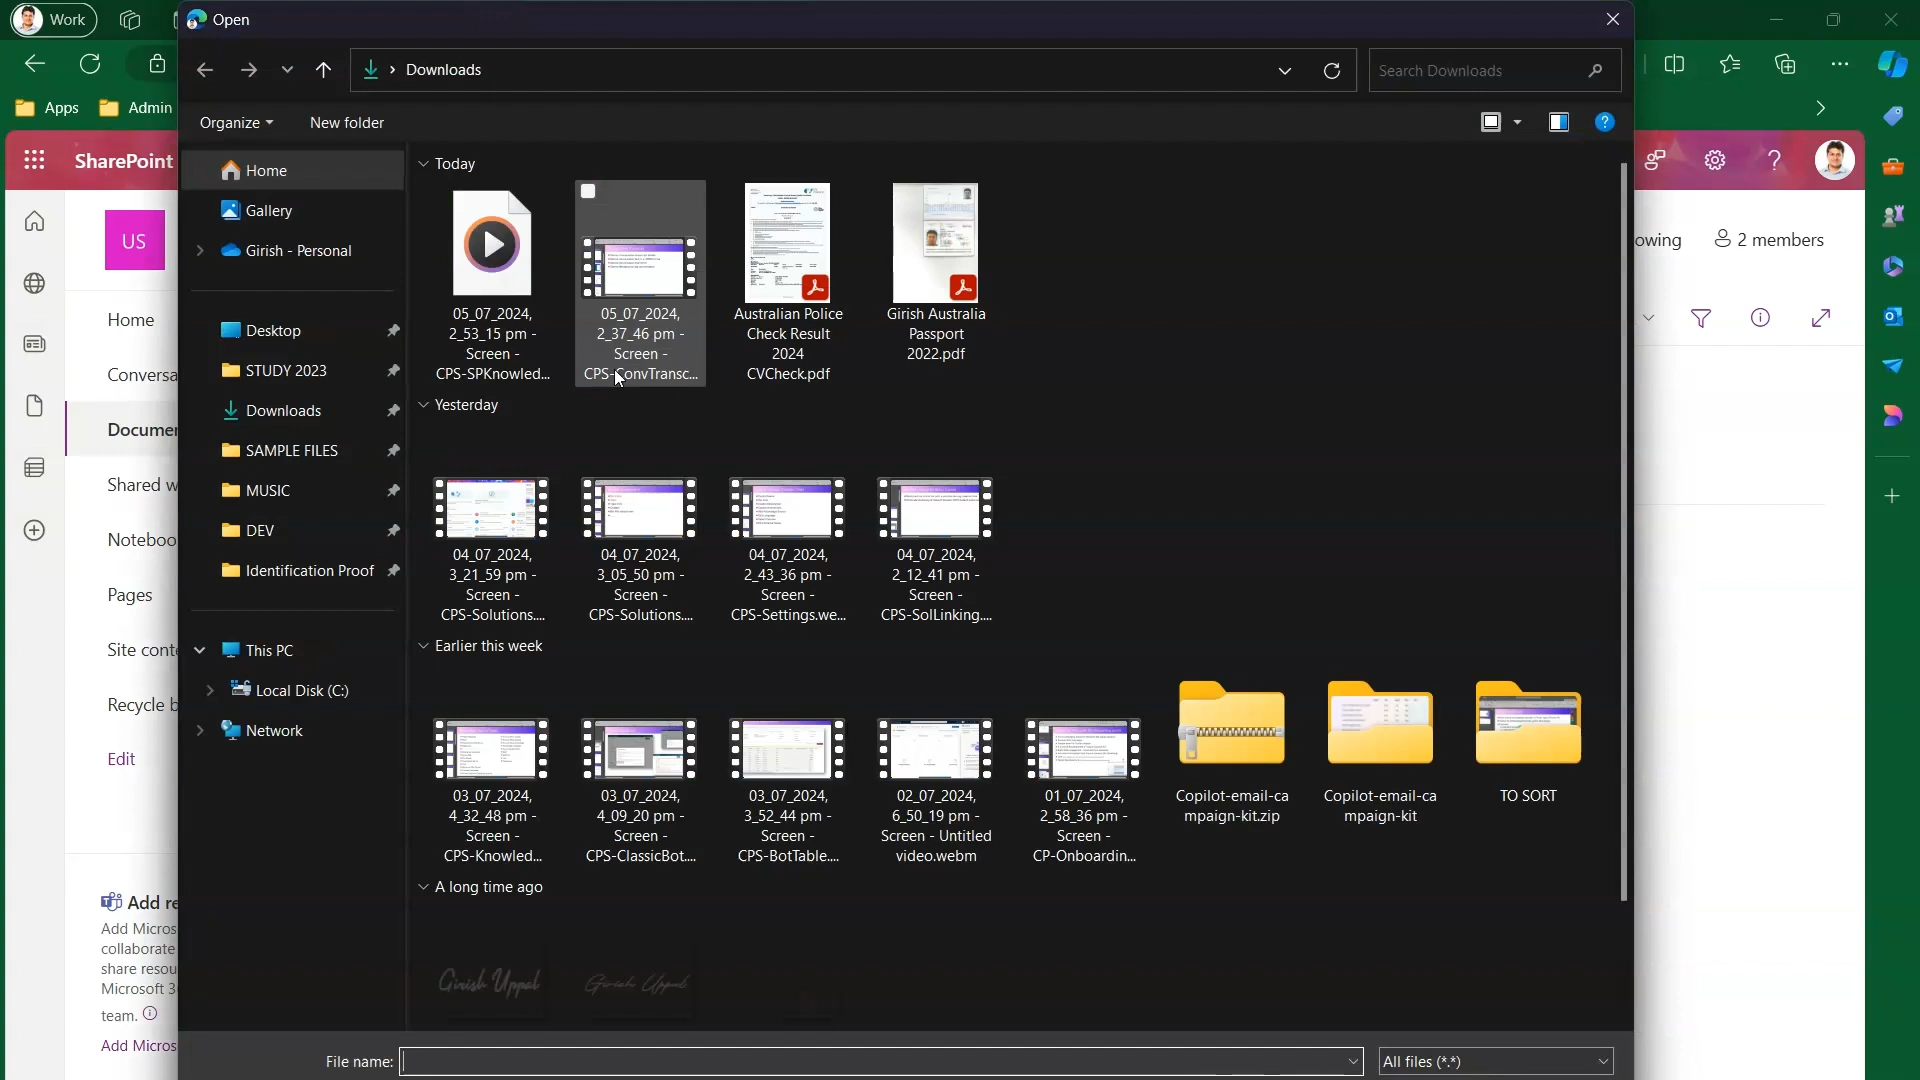 Work
Open
Downloads
Search Downloads
Apps
Admin
Organize
New folder
SharePoint
US
owing
2 members
Home
Conversa
Documen
Shared w
Noteboo
Pages
Site conte
Recycle b
Edit
Add re
Add Micros
collaborate
share resou
Microsoft 3
team.
Add Micros
Home
Gallery
Girish - Personal
Desktop
STUDY 2023
Downloads
SAMPLE FILES
MUSIC
DEV
Identification Proof
This PC
Local Disk (C:)
Network
Today
05_07_2024,
2_53_15 pm -
Screen -
CPS-SPKnowled...
05_07_2024,
2_37_46 pm -
Screen -
CPS-ConvTransc...
Australian Police
Check Result
2024
CVCheck.pdf
Girish Australia
Passport
2022.pdf
Yesterday
04_07_2024,
3_21_59 pm -
Screen -
CPS-Solutions....
04_07_2024,
3_05_50 pm -
Screen -
CPS-Solutions....
04_07_2024,
2_43_36 pm -
Screen -
CPS-Settings.we...
04_07_2024,
2_12_41 pm -
Screen -
CPS-SolLinking....
Earlier this week
03_07_2024,
4_32_48 pm -
Screen -
CPS-Knowled...
03_07_2024,
4_09_20 pm -
Screen -
CPS-ClassicBot....
03_07_2024,
3_52_44 pm -
Screen -
CPS-BotTable....
02_07_2024,
6_50_19 pm -
Screen - Untitled
video.webm
01_07_2024,
2_58_36 pm -
Screen -
CP-Onboardin...
Copilot-email-ca
mpaign-kit.zip
Copilot-email-ca
mpaign-kit
TO SORT
A long time ago
Girish Uppal
Girish Uppal
File name:
All files (*.*)